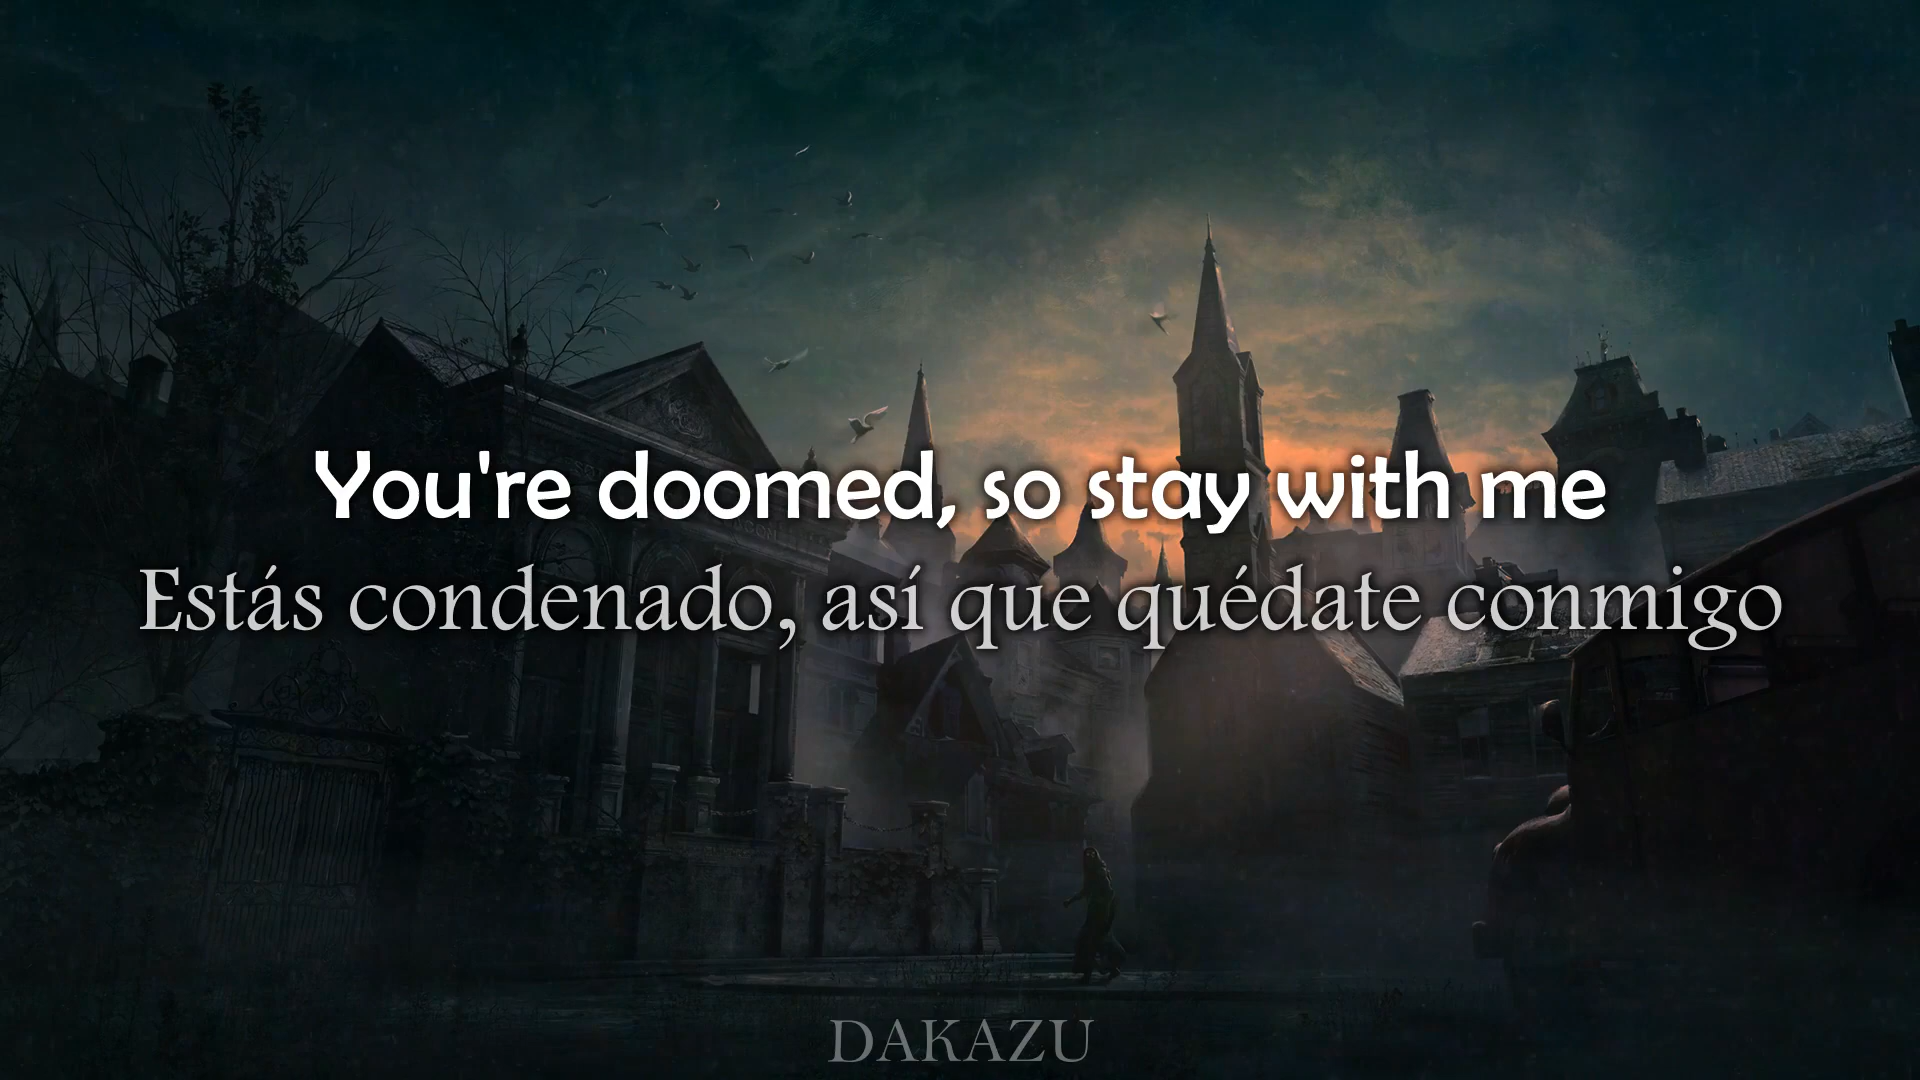 You're doomed, so stay with me
Estás condenado, así que quédate conmigo
DAKAZU